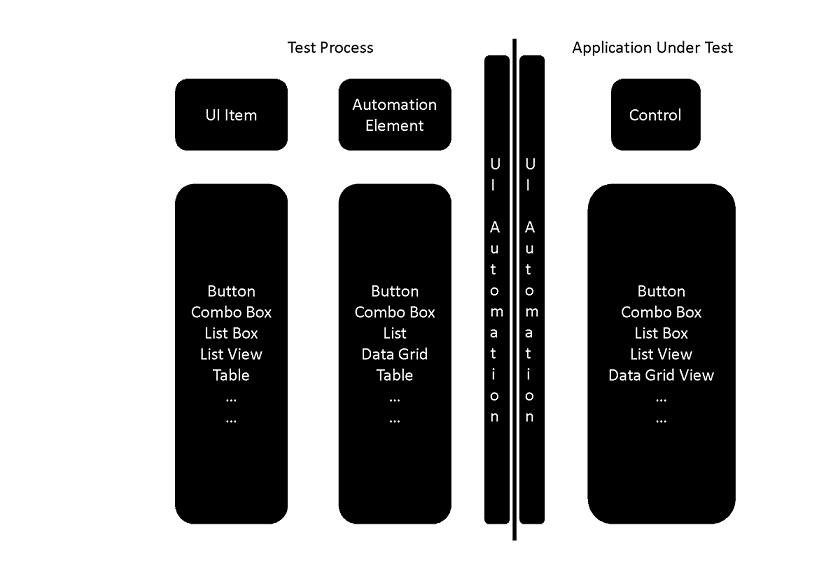 Test Process
Application Under Test
UI Item
Automation
Element
Control
Button
Combo Box
List Box
List View
Table
...
...
Button
Combo Box
List
Data Grid
Table
...
...
UI Automation
UI Automation
Button
Combo Box
List Box
List View
Data Grid View
...
...